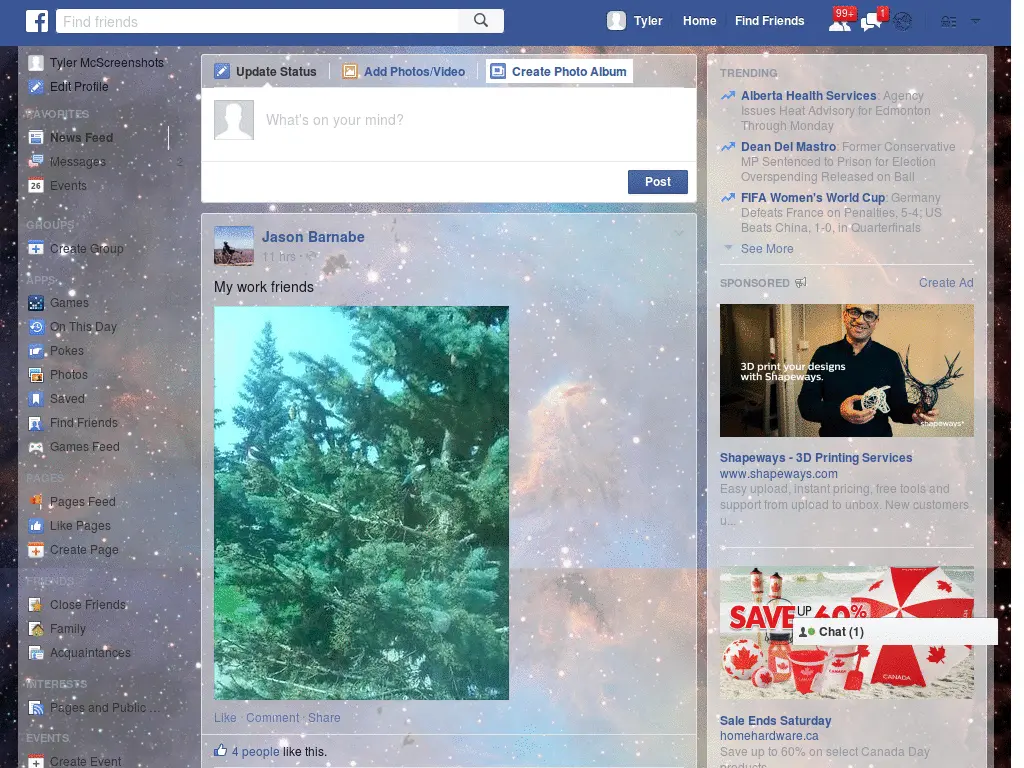 Find friends
Tyler
Home
Find Friends
99+
1
Tyler McScreenshots
Edit Profile
FAVORITES
News Feed
Messages 2
26 Events
GROUPS
Create Group
APPS
Games
On This Day
Pokes
Photos
Saved
Find Friends
Games Feed
PAGES
Pages Feed
Like Pages
Create Page
FRIENDS
Close Friends
Family
Acquaintances
INTERESTS
Pages and Public ...
EVENTS
Create Event
Update Status
Add Photos/Video
Create Photo Album
What's on your mind?
Post
Jason Barnabe
11 hrs ·
My work friends
Like · Comment · Share
4 people like this.
TRENDING
Alberta Health Services: Agency
Issues Heat Advisory for Edmonton
Through Monday
Dean Del Mastro: Former Conservative
MP Sentenced to Prison for Election
Overspending Released on Bail
FIFA Women's World Cup: Germany
Defeats France on Penalties, 5-4; US
Beats China, 1-0, in Quarterfinals
See More
SPONSORED
Create Ad
3D print your designs
with Shapeways.
shapeways*
Shapeways - 3D Printing Services
www.shapeways.com
Easy upload, instant pricing, free tools and
support from upload to unbox. New customers
u...
SAVE UP 60%
CANADA
Chat (1)
Sale Ends Saturday
homehardware.ca
Save up to 60% on select Canada Day
products